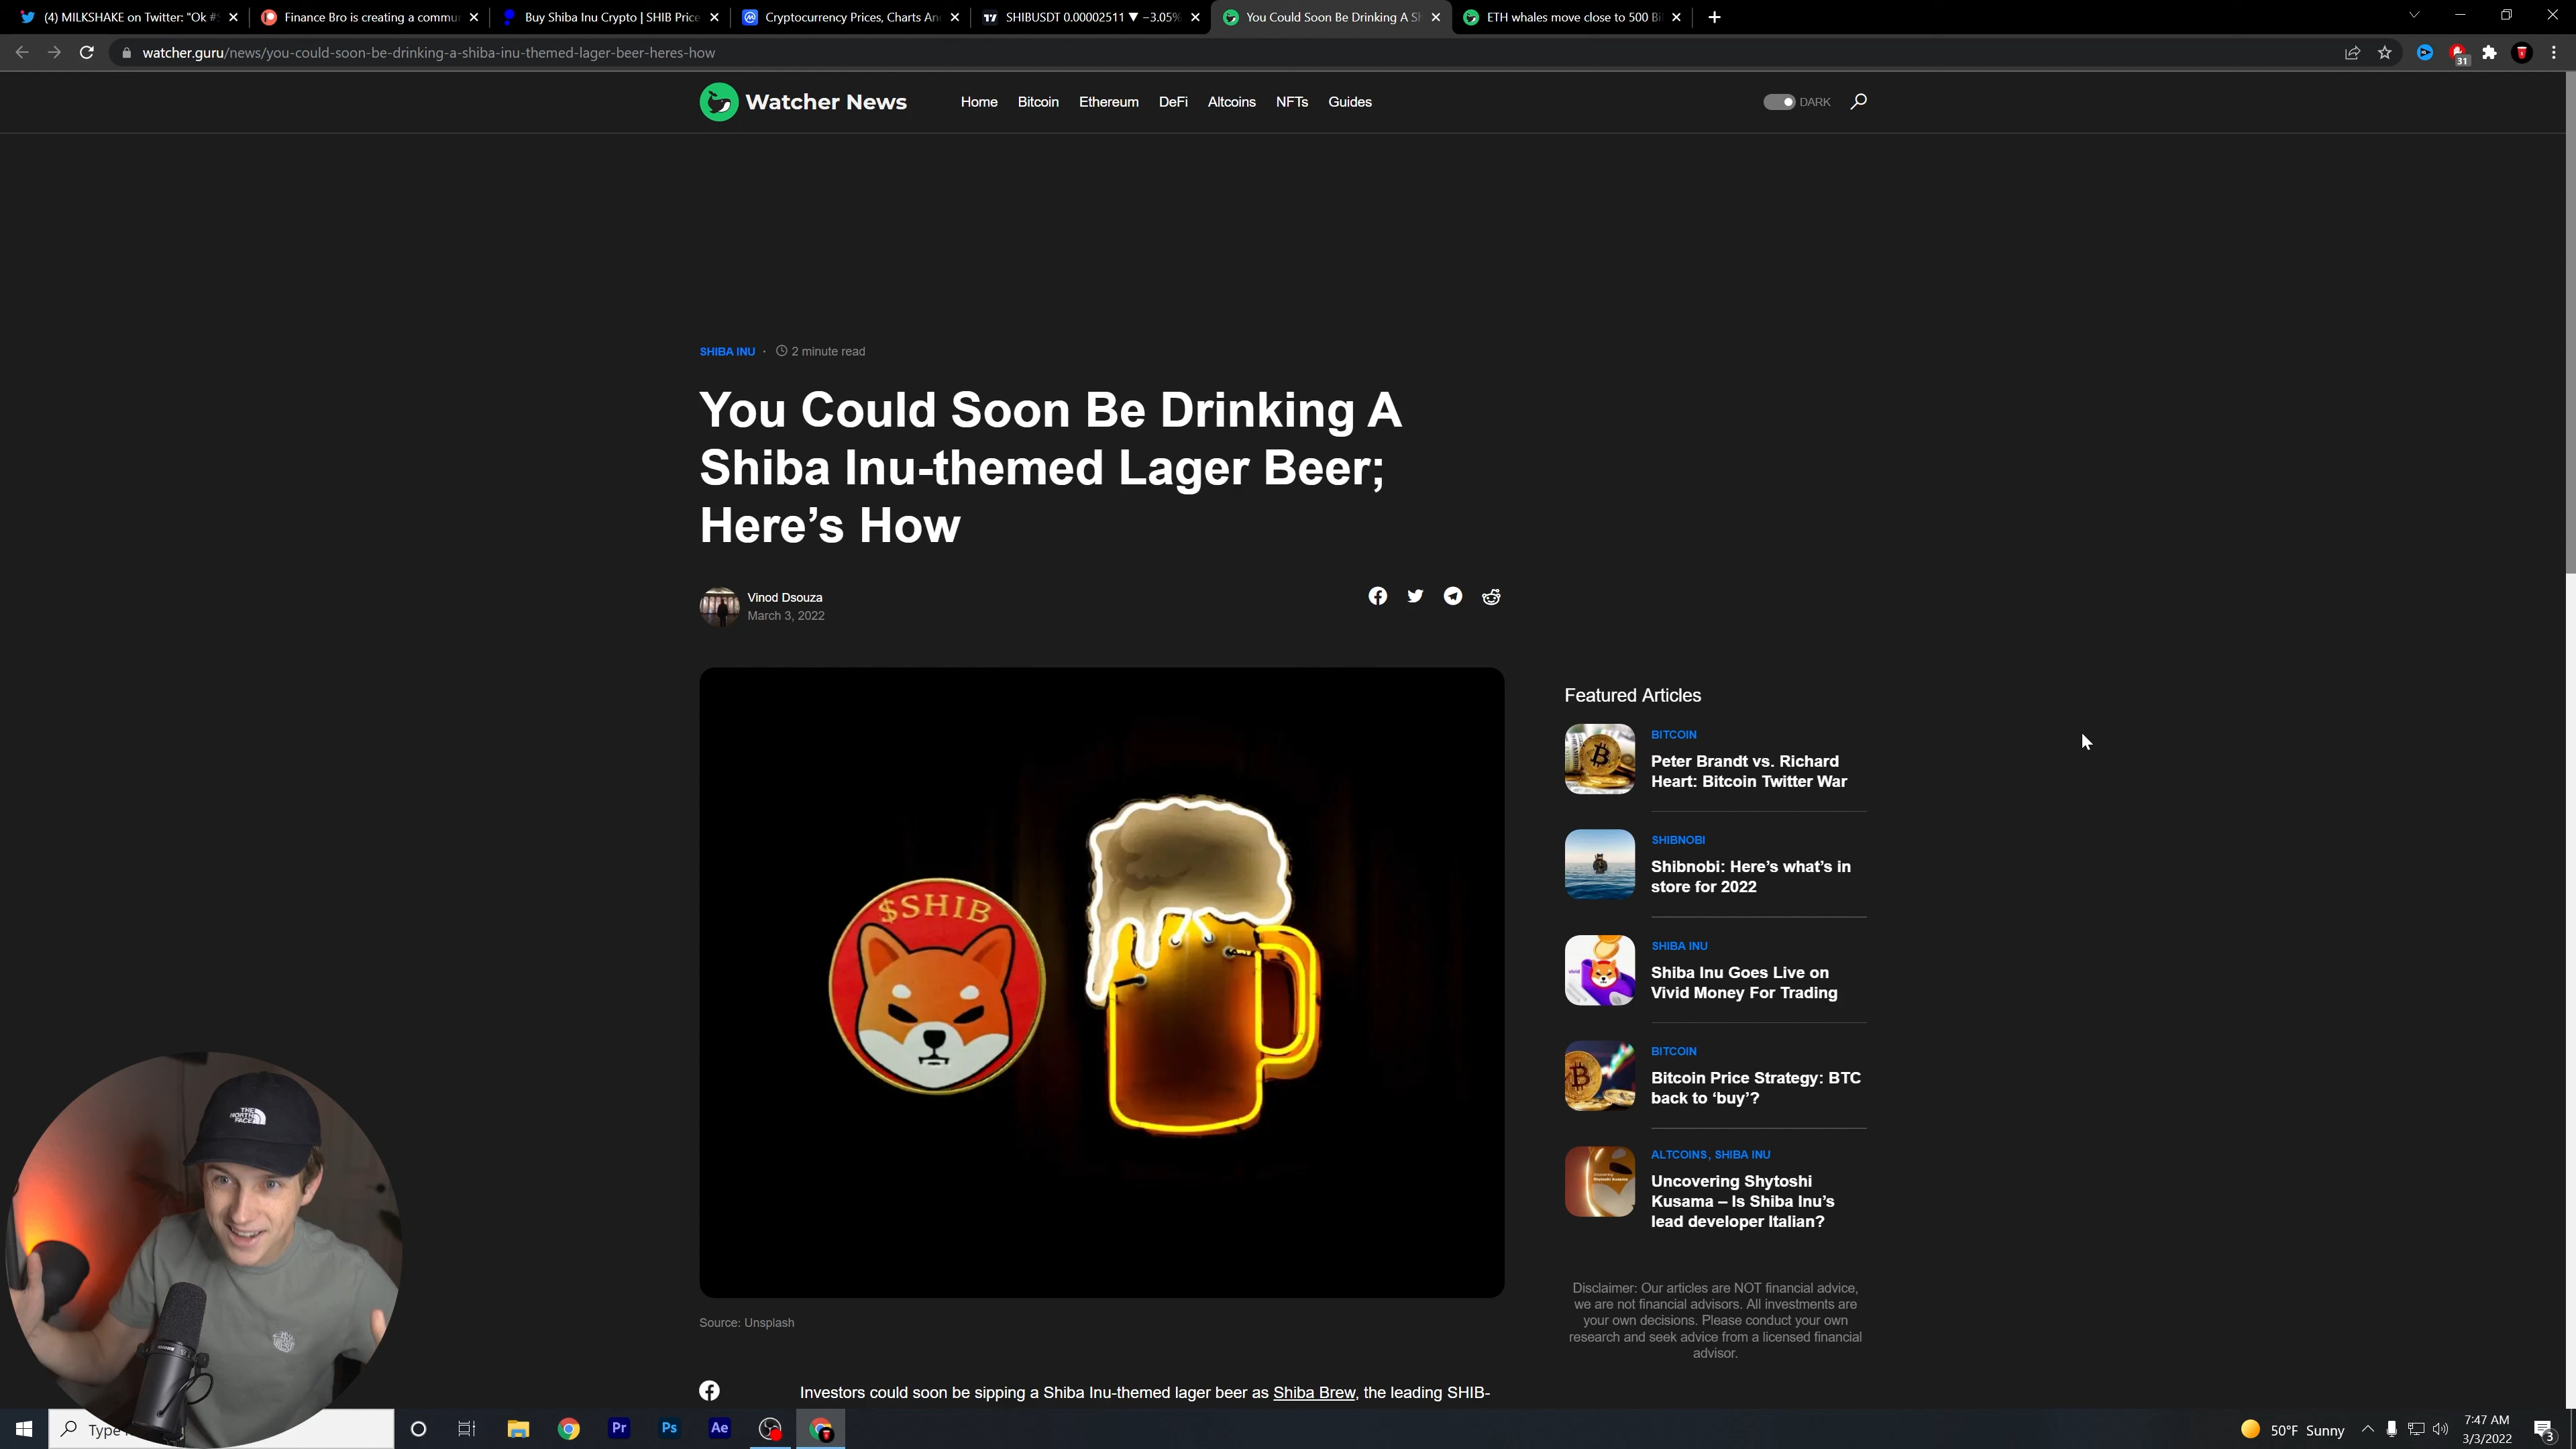 (4) MILKSHAKE on Twitter: "Ok #S
Finance Bro is creating a commu
Buy Shiba Inu Crypto | SHIB Price
Cryptocurrency Prices, Charts An
SHIBUSDT 0.00002511 ▼ −3.05%
You Could Soon Be Drinking A Sh
ETH whales move close to 500 Bi
watcher.guru/news/you-could-soon-be-drinking-a-shiba-inu-themed-lager-beer-heres-how
31
Watcher News
Home
Bitcoin
Ethereum
DeFi
Altcoins
NFTs
Guides
DARK
SHIBA INU · 2 minute read
You Could Soon Be Drinking A
Shiba Inu-themed Lager Beer;
Here’s How
Vinod Dsouza
March 3, 2022
$SHIB
Source: Unsplash
Investors could soon be sipping a Shiba Inu-themed lager beer as Shiba Brew, the leading SHIB-
Featured Articles
BITCOIN
Peter Brandt vs. Richard
Heart: Bitcoin Twitter War
SHIBNOBI
Shibnobi: Here’s what’s in
store for 2022
SHIBA INU
Shiba Inu Goes Live on
Vivid Money For Trading
BITCOIN
Bitcoin Price Strategy: BTC
back to ‘buy’?
ALTCOINS, SHIBA INU
Uncovering Shytoshi
Kusama – Is Shiba Inu’s
lead developer Italian?
Disclaimer: Our articles are NOT financial advice,
we are not financial advisors. All investments are
your own decisions. Please conduct your own
research and seek advice from a licensed financial
advisor.
THE
NORTH
FACE
Type
Pr
Ps
Ae
50°F Sunny
7:47 AM
3/3/2022
3